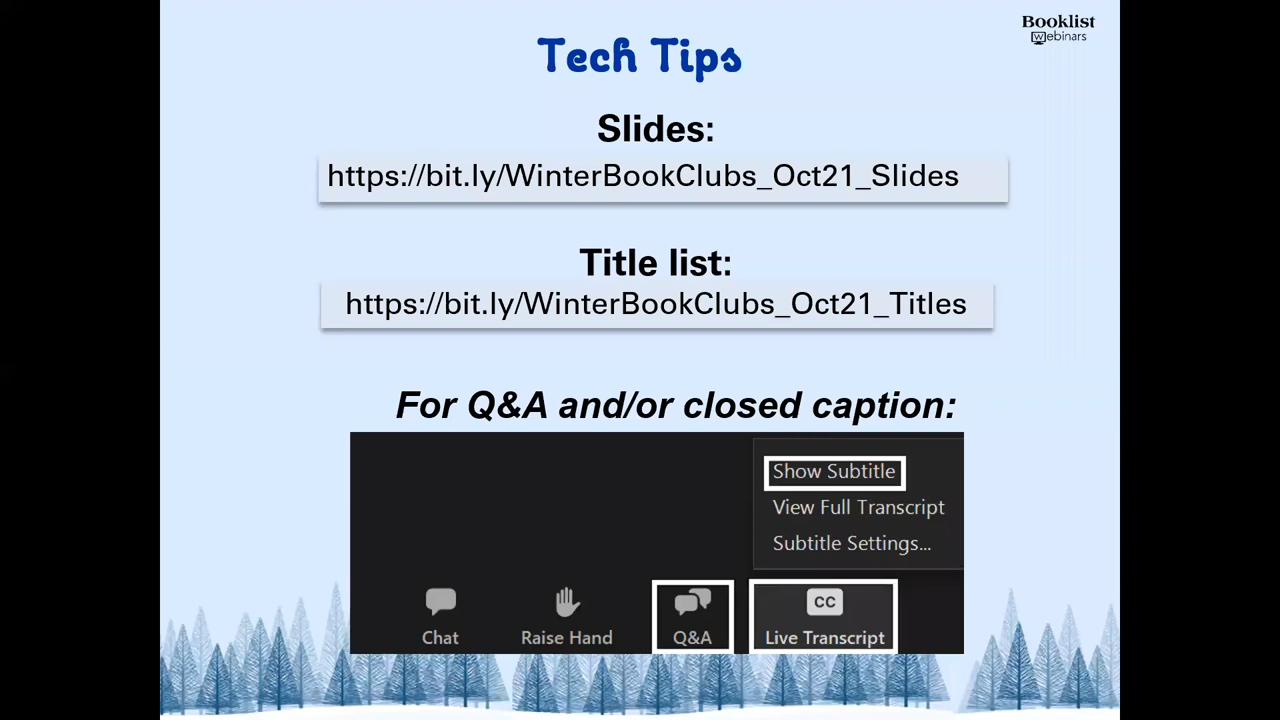 Booklist
Webinars
Tech Tips
Slides:
https://bit.ly/WinterBookClubs_Oct21_Slides
Title list:
https://bit.ly/WinterBookClubs_Oct21_Titles
For Q&A and/or closed caption:
Show Subtitle
View Full Transcript
Subtitle Settings...
CC
Chat
Raise Hand
Q&A
Live Transcript